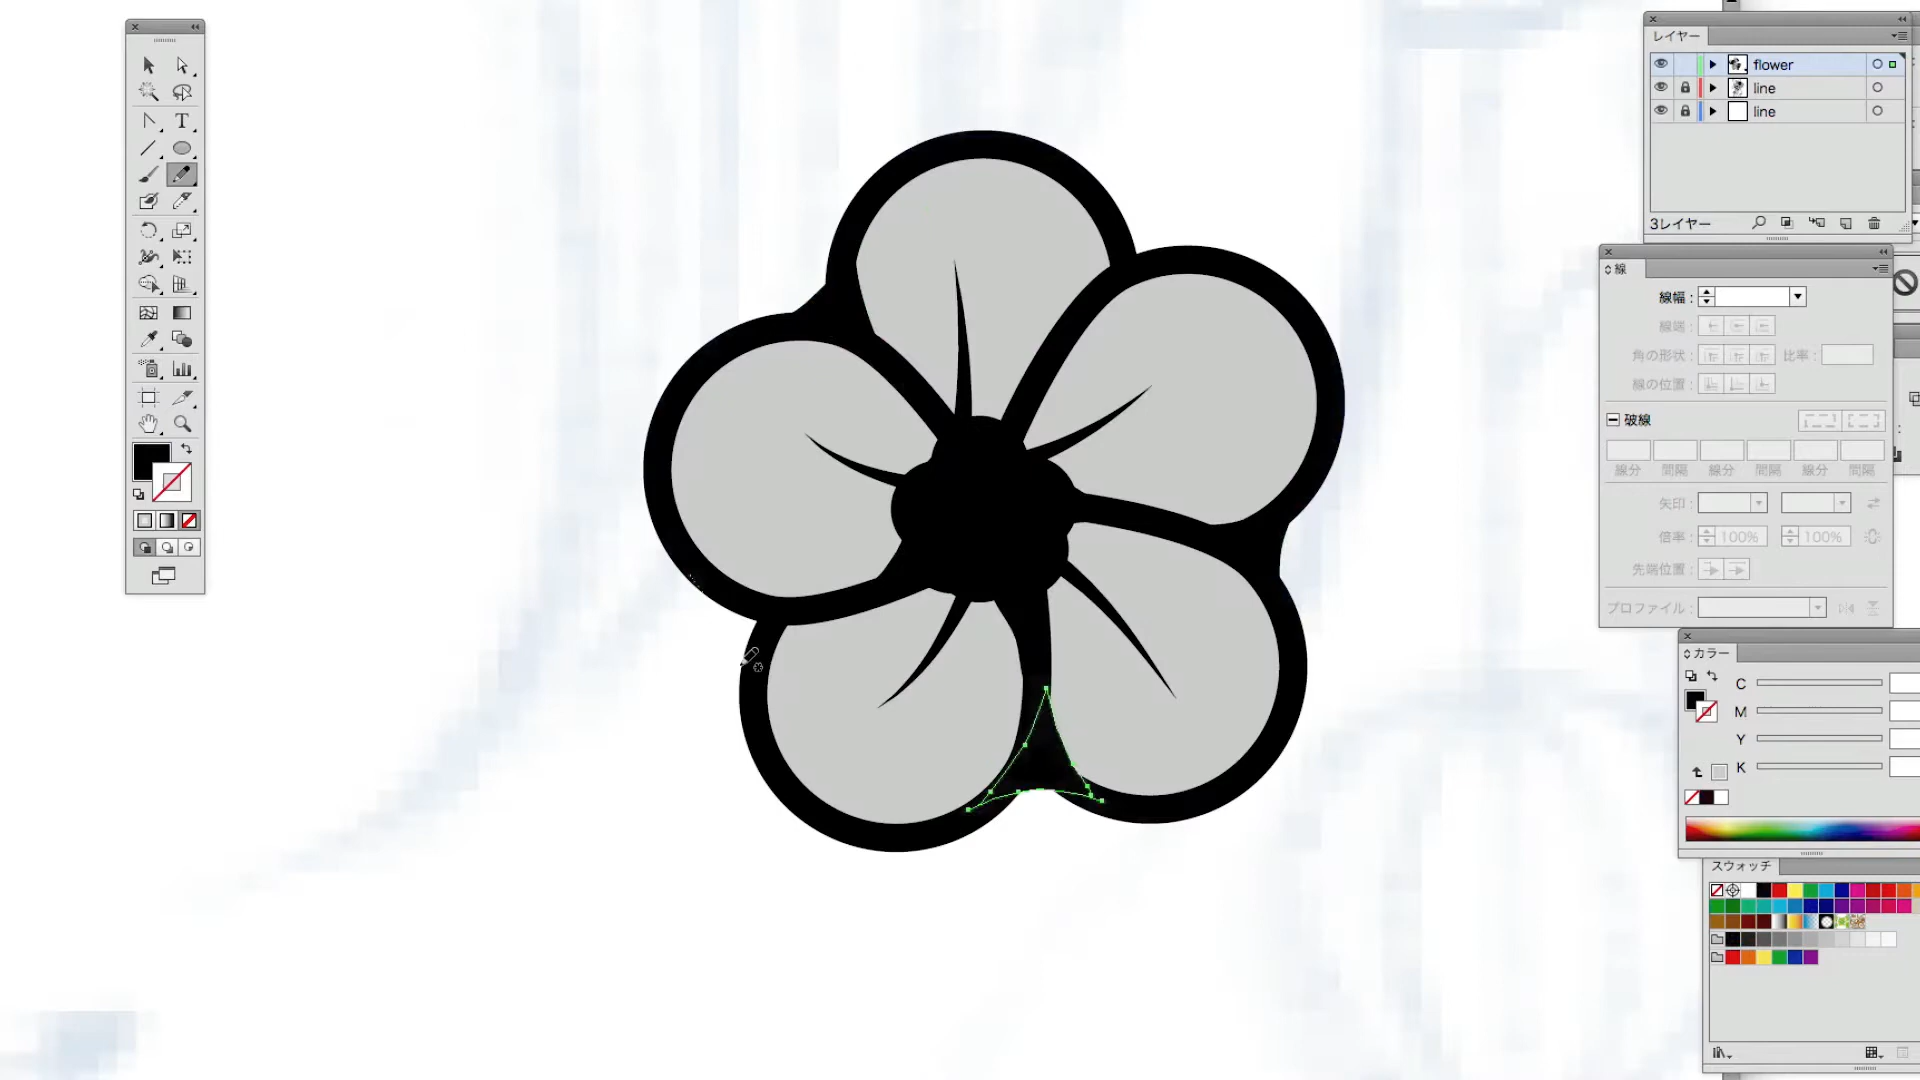 レイヤー
flower
line
line
3レイヤー
線
線幅 :
線端 :
角の形状 :
比率 :
線の位置 :
破線
線分
間隔
線分
間隔
線分
間隔
矢印 :
倍率 :
100%
100%
先端位置 :
プロファイル :
カラー
C
M
Y
K
スウォッチ
T